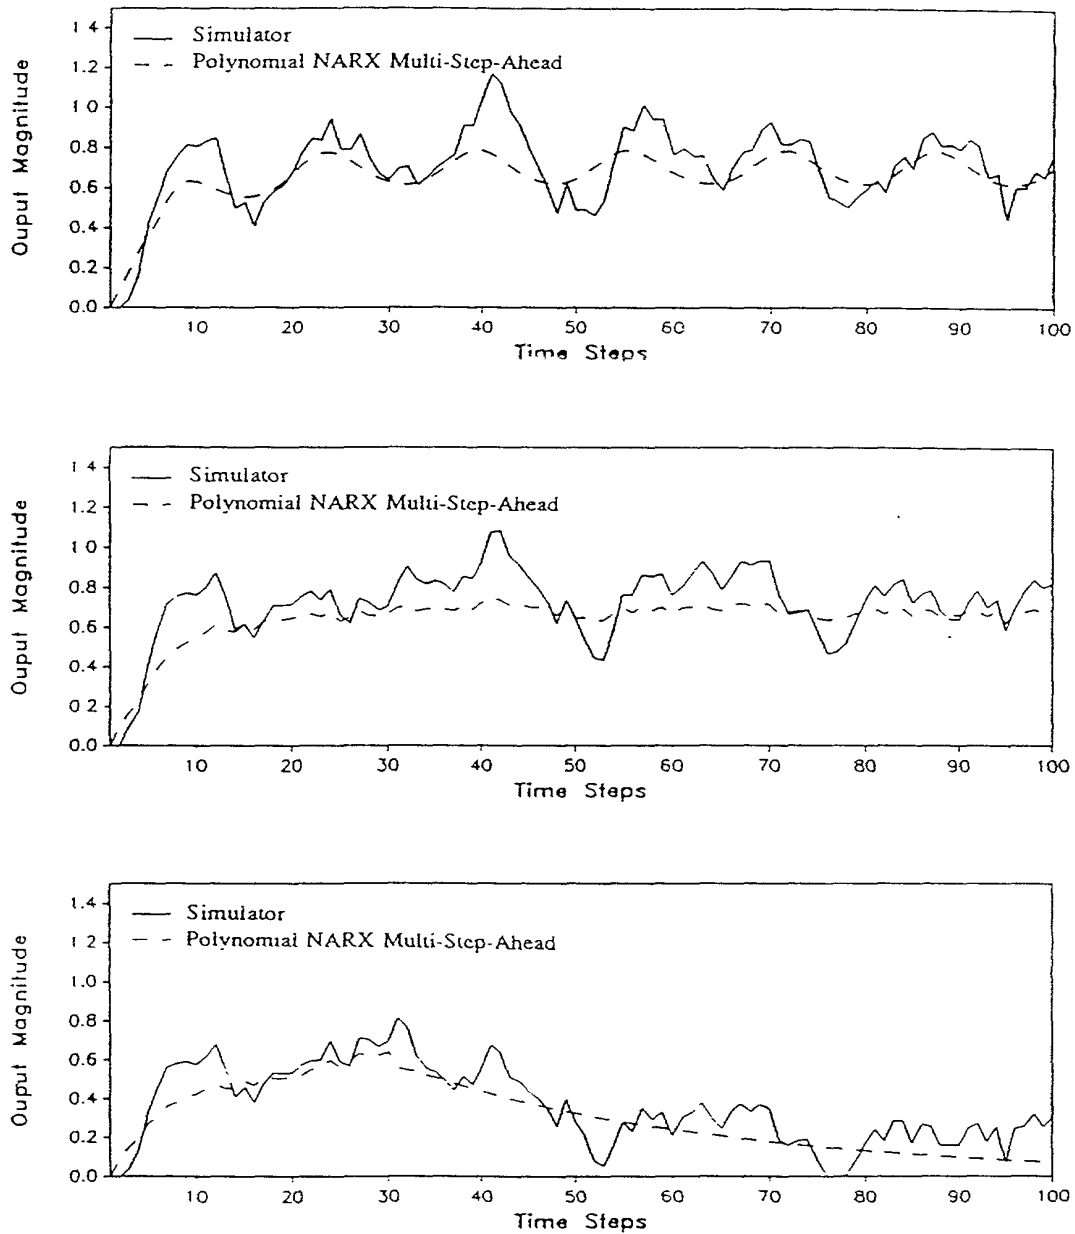 1 4
Simulator
Polynomial NARX Multi-Step-Ahead
1.2
1 0
0.8
0.6
0.4
0.2
0.0
Ouput Magnitude
10 20 30 40 50 60 70 80 90 100
Time Steps
1 4
Simulator
Polynomial NARX Multi-Step-Ahead
1.2
1 0
0.8
0.6
0.4
0.2
0.0
Ouput Magnitude
10 20 30 40 50 60 70 80 90 100
Time Steps
1.4
Simulator
Polynomial NARX Multi-Step-Ahead
1 2
1.0
0.8
0.6
0.4
0.2
0.0
Ouput Magnitude
10 20 30 40 50 60 70 80 90 100
Time Steps